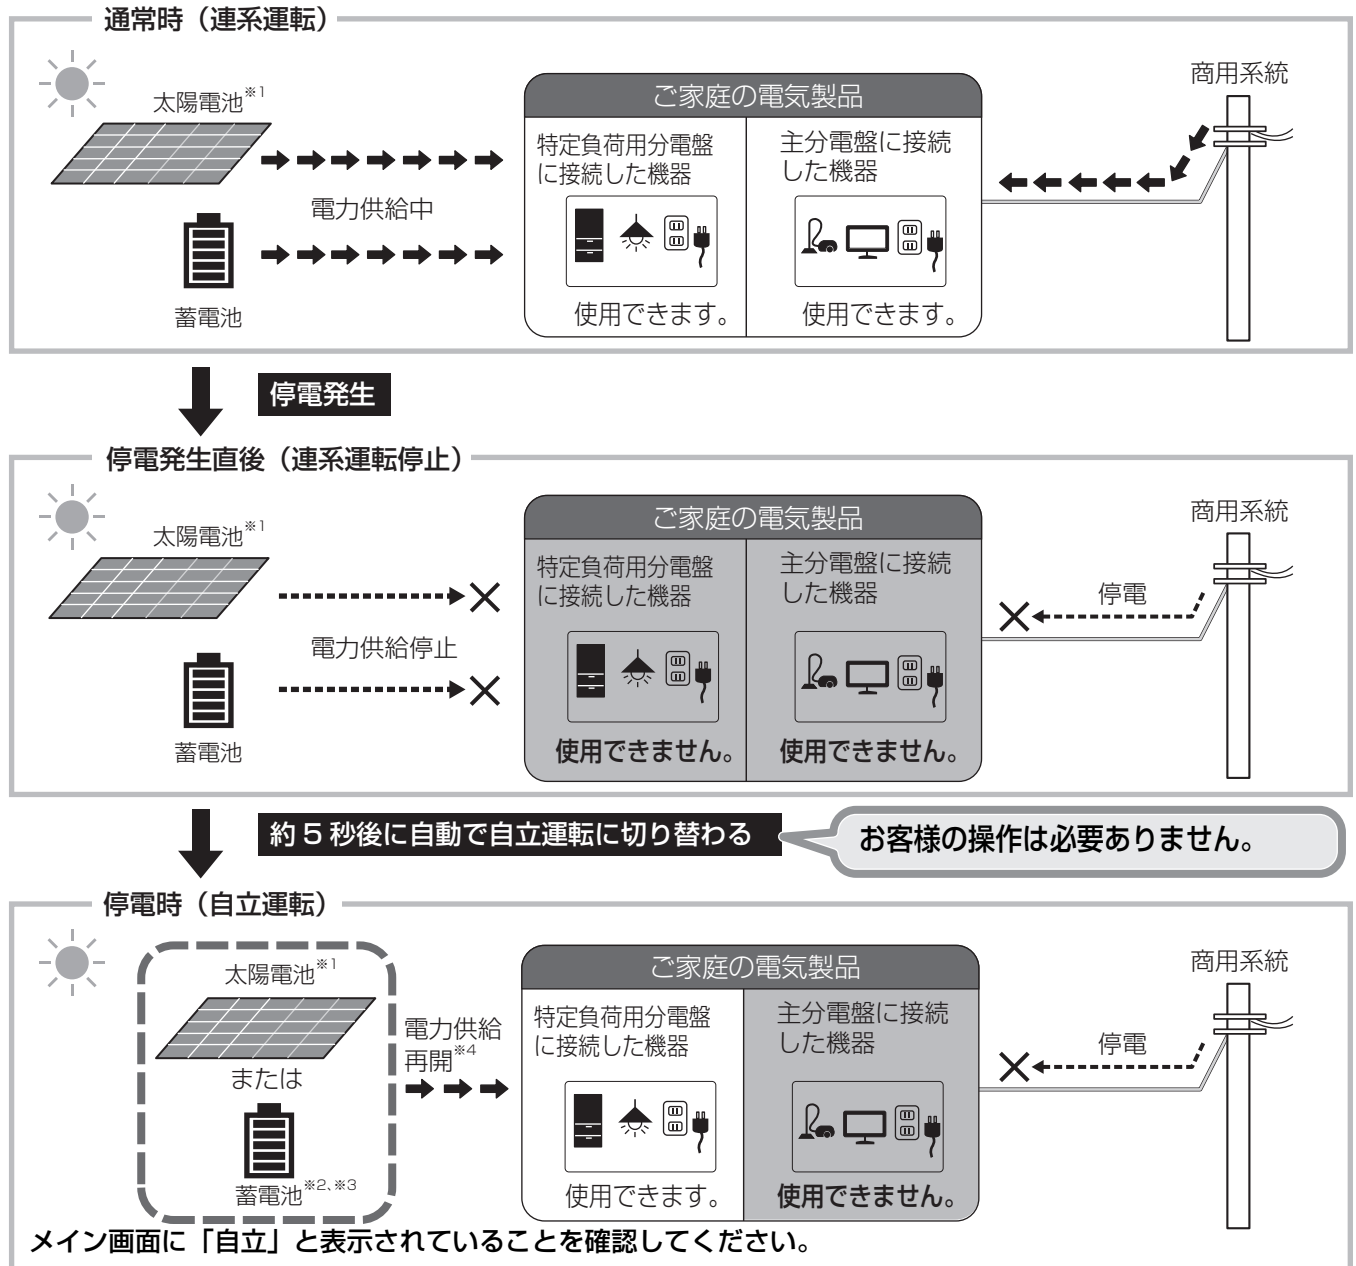 通常時（連系運転）
太陽電池※1
電力供給中
蓄電池
ご家庭の電気製品
特定負荷用分電盤
に接続した機器
使用できます。
主分電盤に接続
した機器
使用できます。
商用系統
停電発生
停電発生直後（連系運転停止）
太陽電池※1
電力供給停止
蓄電池
ご家庭の電気製品
特定負荷用分電盤
に接続した機器
使用できません。
主分電盤に接続
した機器
使用できません。
停電
商用系統
約 5 秒後に自動で自立運転に切り替わる
お客様の操作は必要ありません。
停電時（自立運転）
太陽電池※1
または
蓄電池※2、※3
電力供給
再開※4
ご家庭の電気製品
特定負荷用分電盤
に接続した機器
使用できます。
主分電盤に接続
した機器
使用できません。
停電
商用系統
メイン画面に「自立」と表示されていることを確認してください。